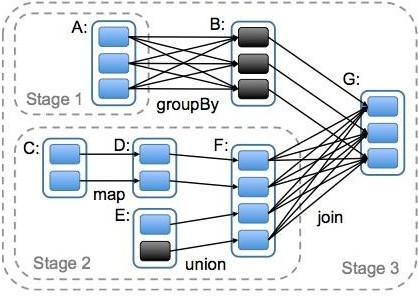 A:
B:
G:
Stage 1
groupBy
C:
D:
F:
map
E:
join
Stage 2
union
Stage 3